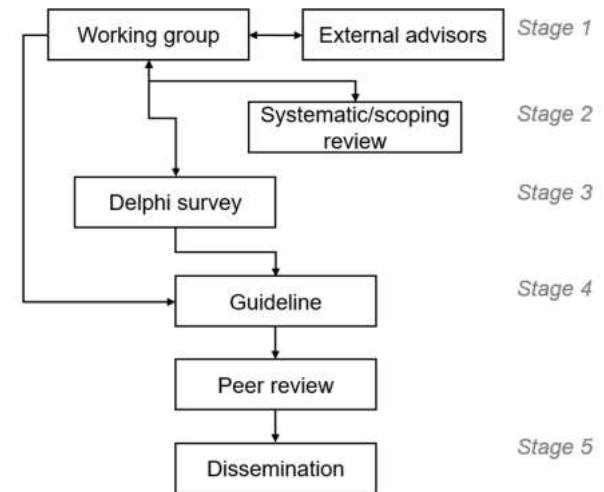 Working group
External advisors
Stage 1
Systematic/scoping
review
Stage 2
Delphi survey
Stage 3
Guideline
Stage 4
Peer review
Dissemination
Stage 5